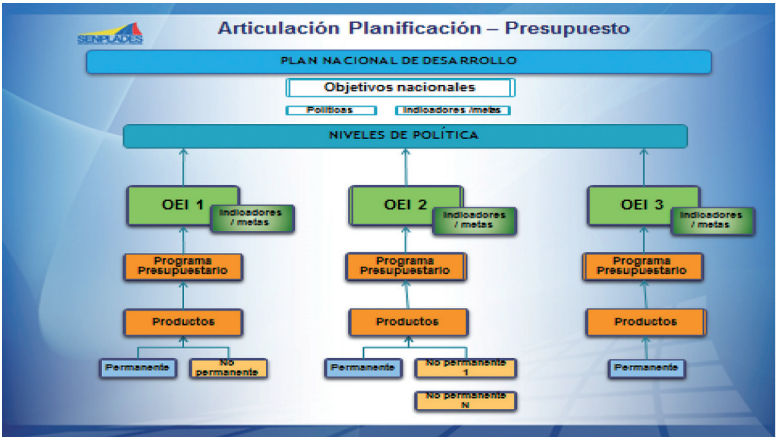 SENPLADES
Articulación Planificación – Presupuesto
PLAN NACIONAL DE DESARROLLO
Objetivos nacionales
Políticas
Indicadores /metas
NIVELES DE POLÍTICA
OEI 1
Indicadores
/ metas
OEI 2
Indicadores
/ metas
OEI 3
Indicadores
/ metas
Programa
Presupuestario
Programa
Presupuestario
Programa
Presupuestario
Productos
Productos
Productos
Permanente
No
permanente
Permanente
No permanente
1
Permanente
No permanente
N